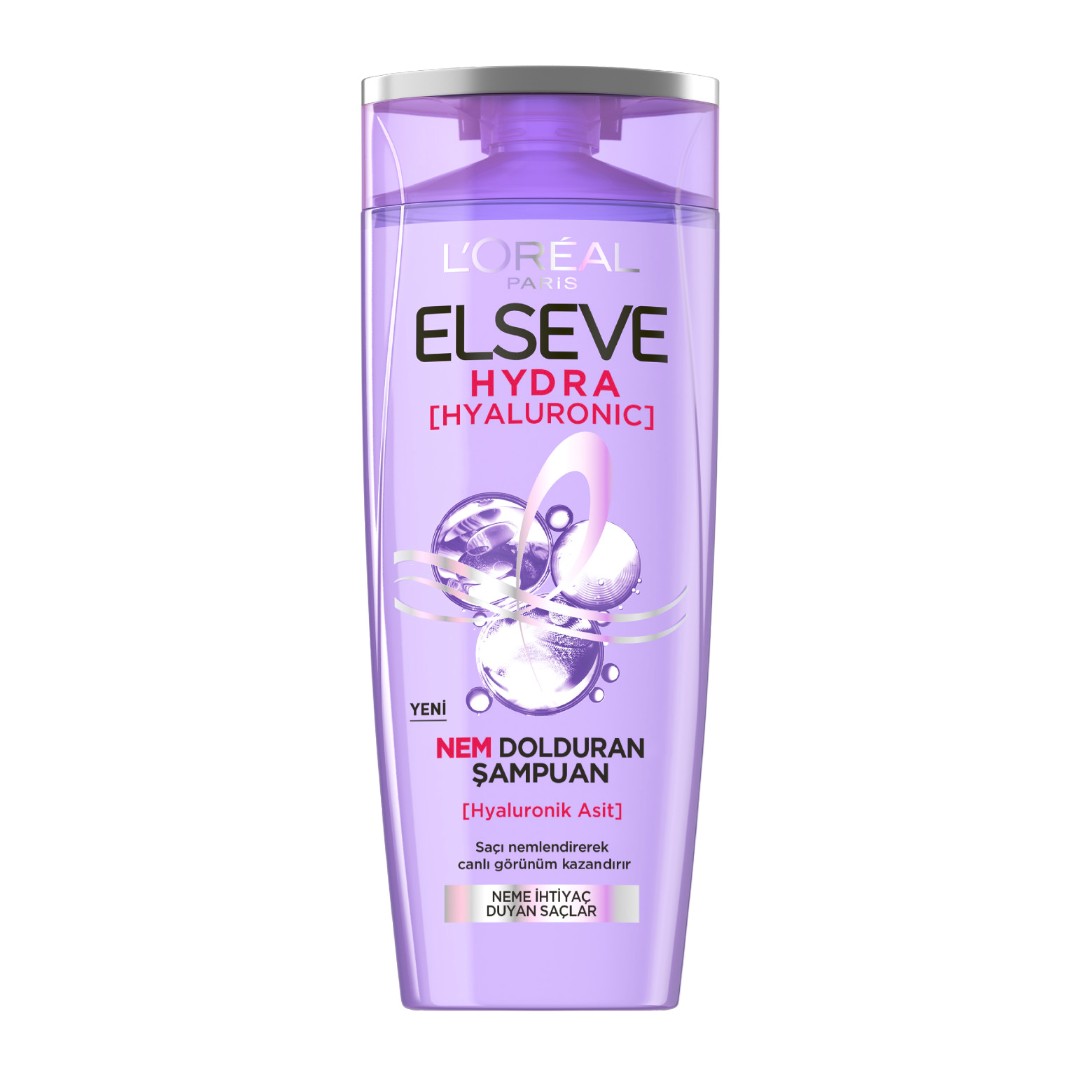 L'ORÉAL
PARİS
ELSEVE
HYDRA
[HYALURONIC]
YENİ
NEM DOLDURAN
ŞAMPUAN
[Hyaluronik Asit]
Saçı nemlendirerek
canlı görünüm kazandırır
NEME İHTİYAÇ
DUYAN SAÇLAR